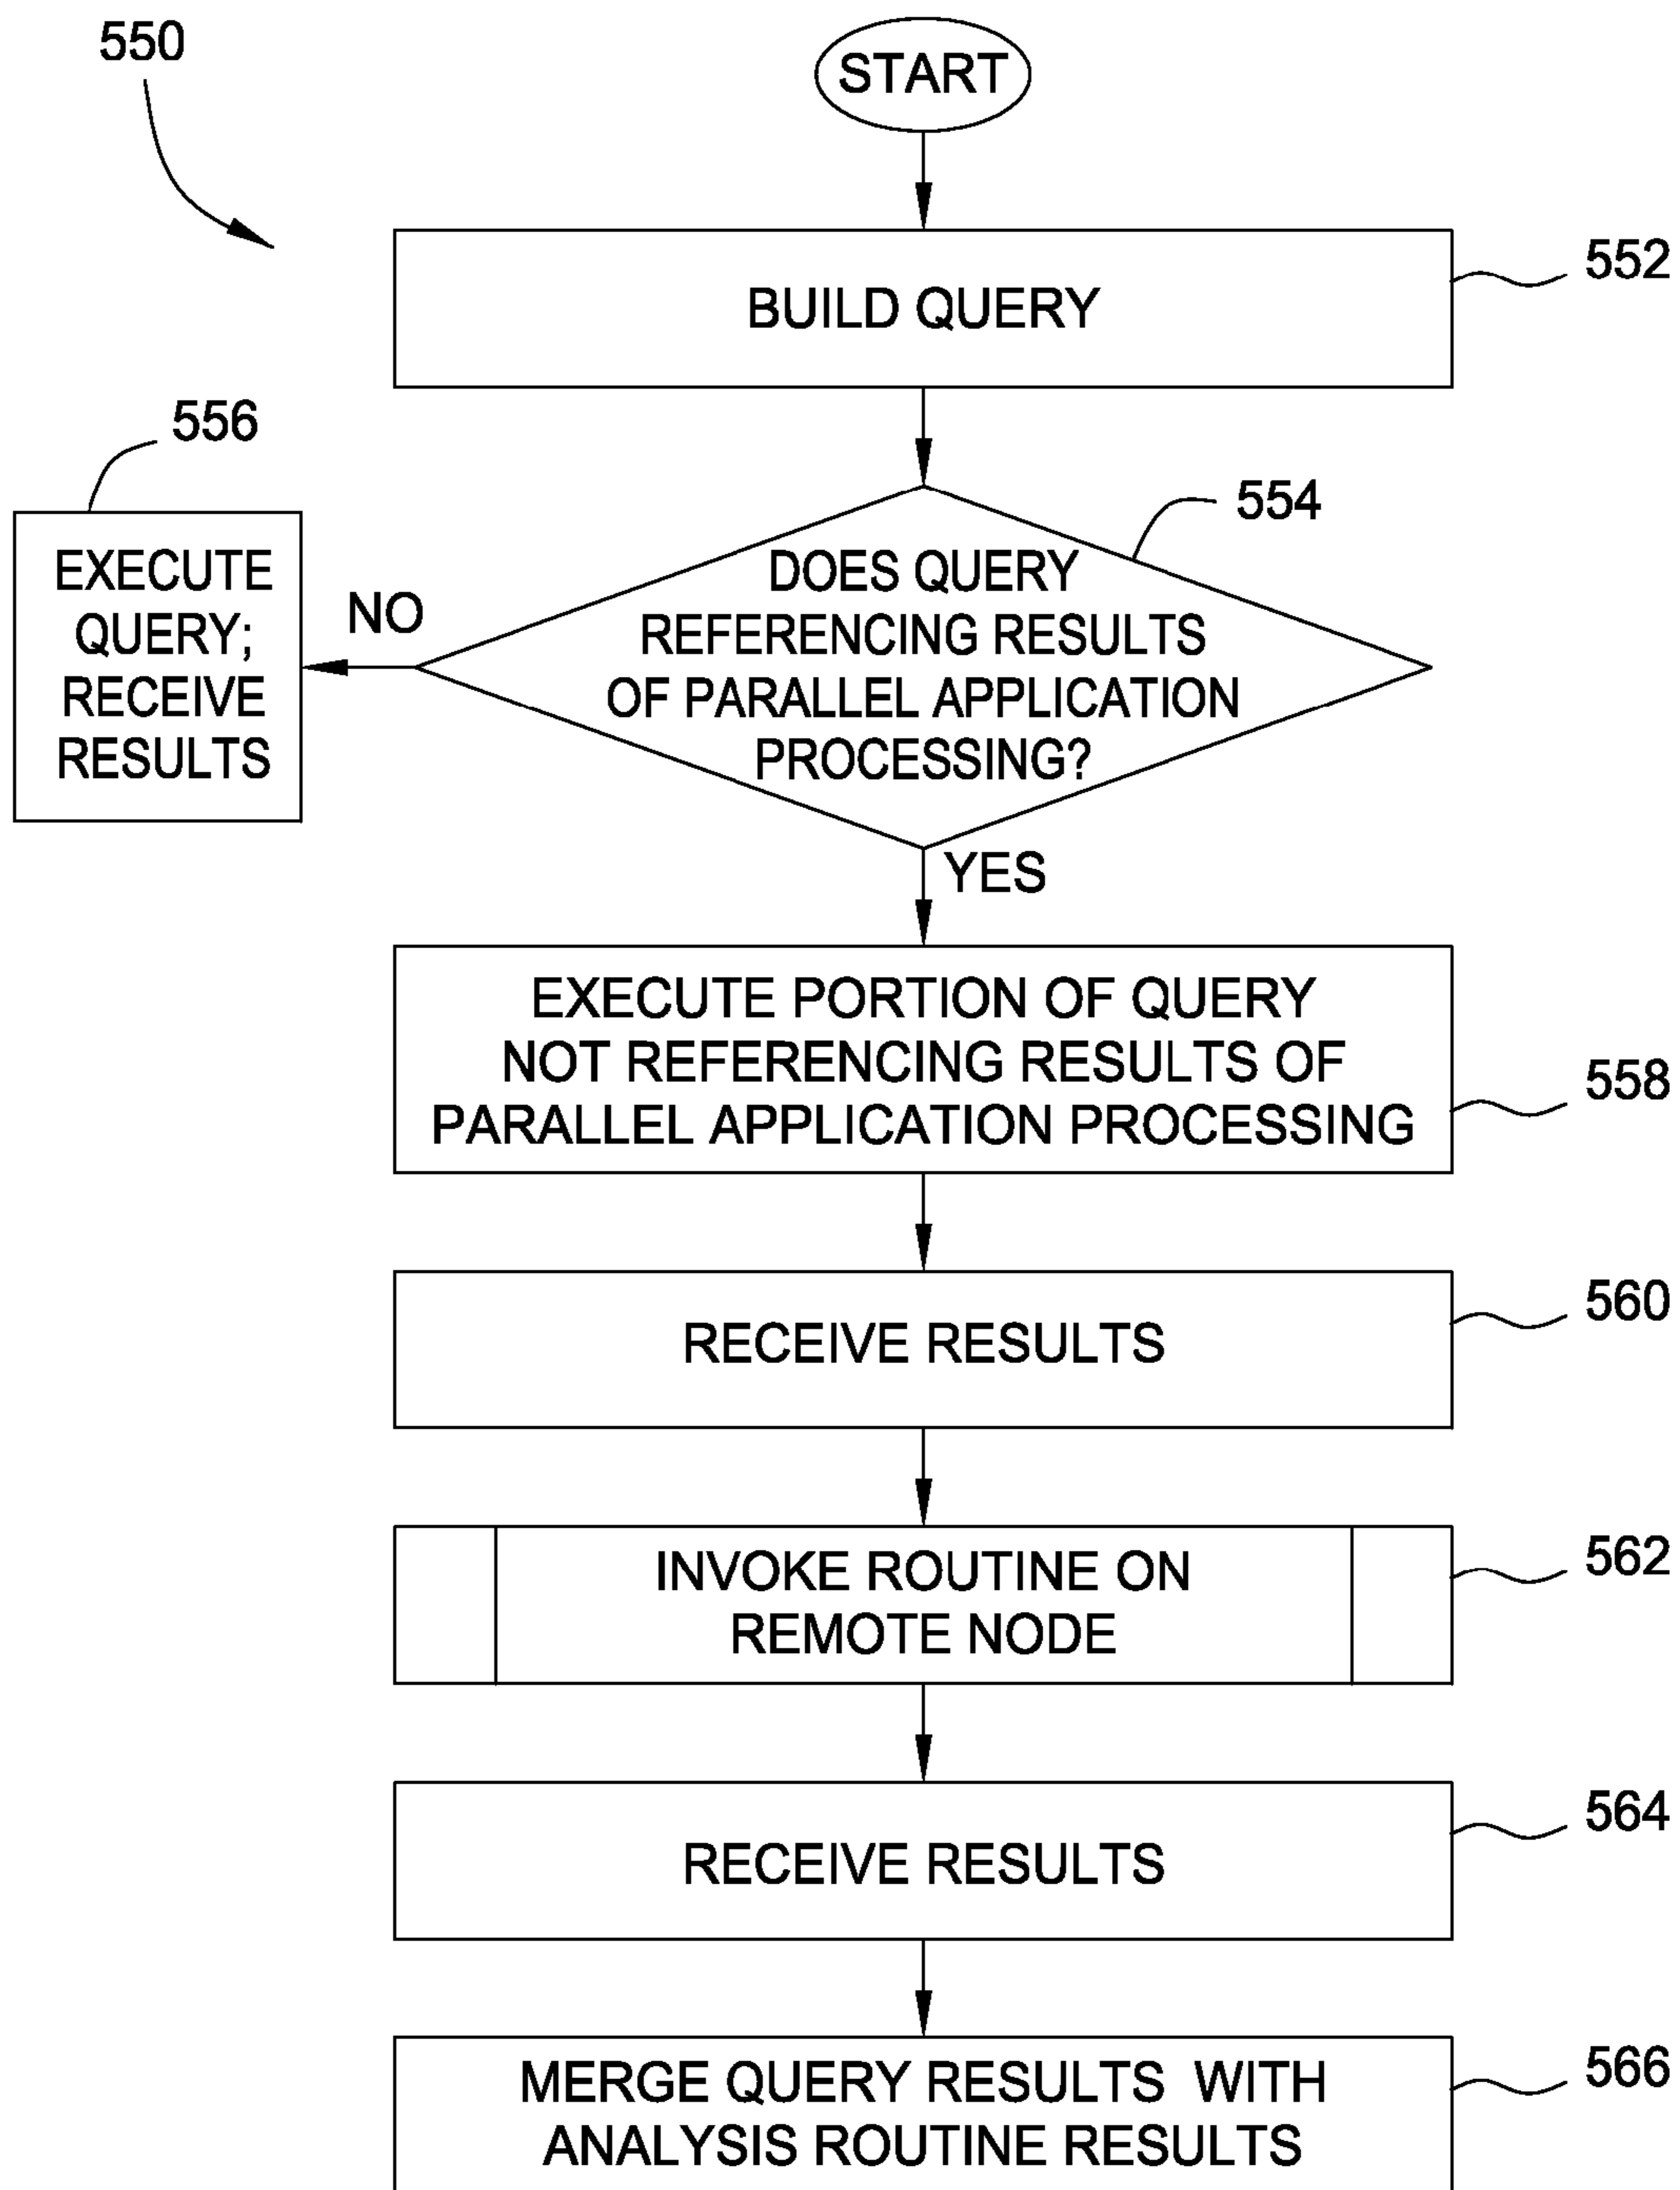 550
START
552
BUILD QUERY
556
554
EXECUTE
QUERY;
RECEIVE
RESULTS
NO
DOES QUERY
REFERENCING RESULTS
OF PARALLEL APPLICATION
PROCESSING?
YES
EXECUTE PORTION OF QUERY
NOT REFERENCING RESULTS OF
PARALLEL APPLICATION PROCESSING
558
560
RECEIVE RESULTS
562
INVOKE ROUTINE ON
REMOTE NODE
564
RECEIVE RESULTS
566
MERGE QUERY RESULTS WITH
ANALYSIS ROUTINE RESULTS